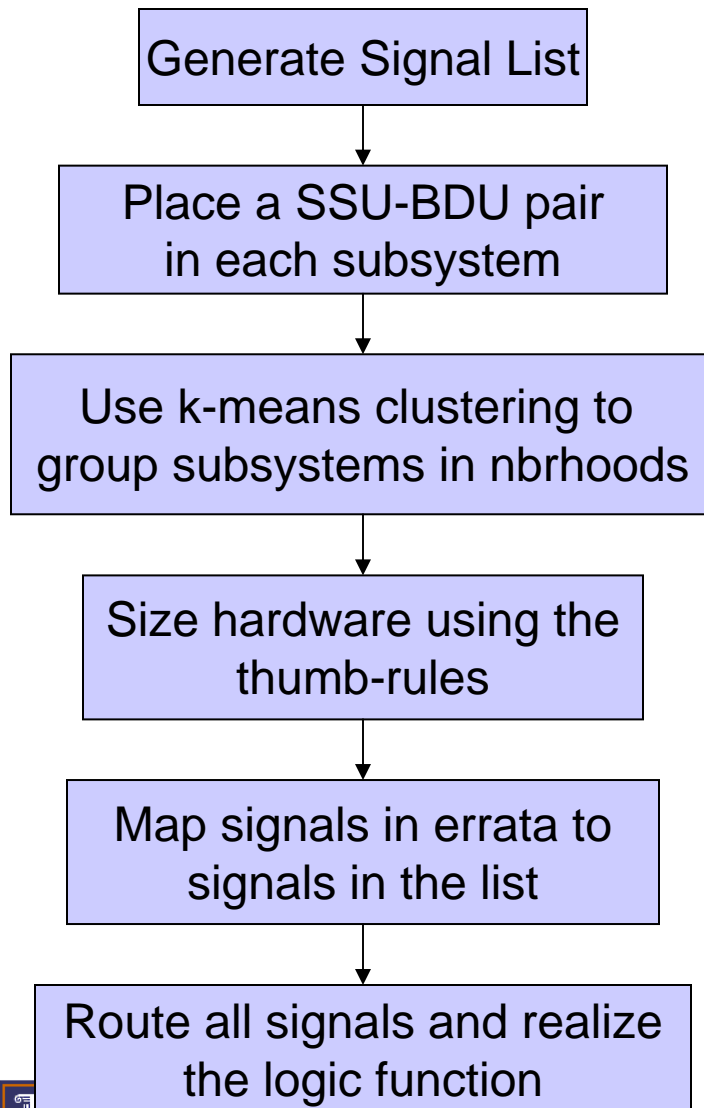 Generate Signal List
Place a SSU-BDU pair
in each subsystem
Use k-means clustering to
group subsystems in nbrhoods
Size hardware using the
thumb-rules
Map signals in errata to
signals in the list
Route all signals and realize
the logic function